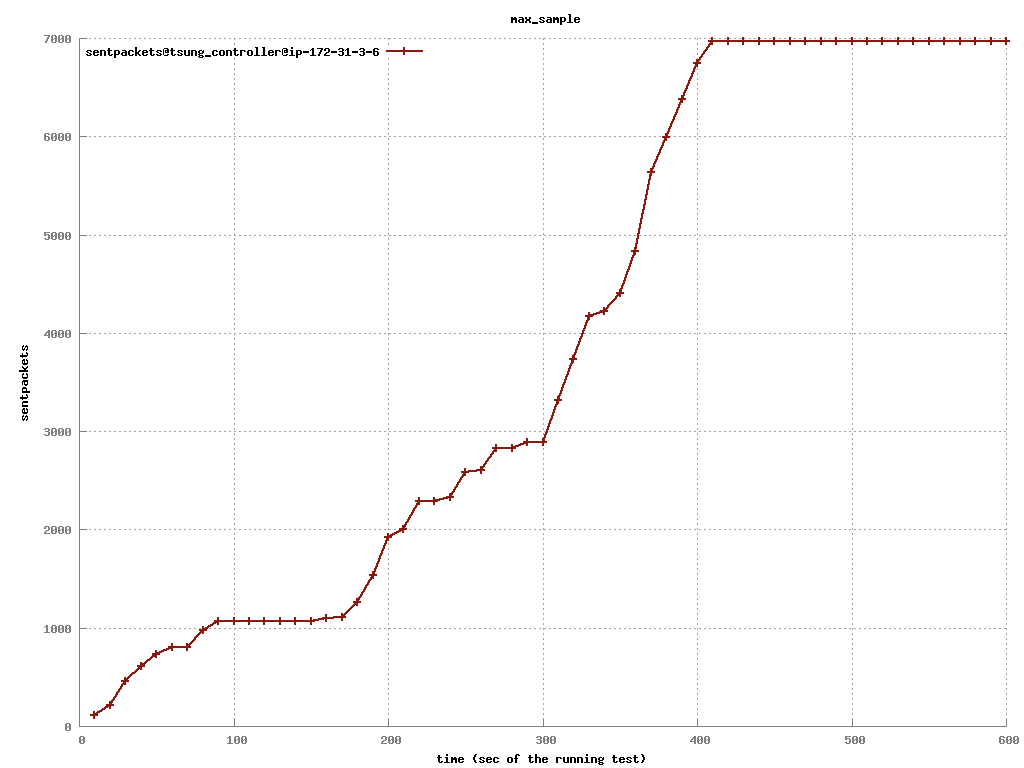 max_sample
sentpackets@tsung_controller@ip-172-31-3-6
7000
6000
5000
4000
3000
2000
1000
0
sentpackets
0 100 200 300 400 500 600
time (sec of the running test)